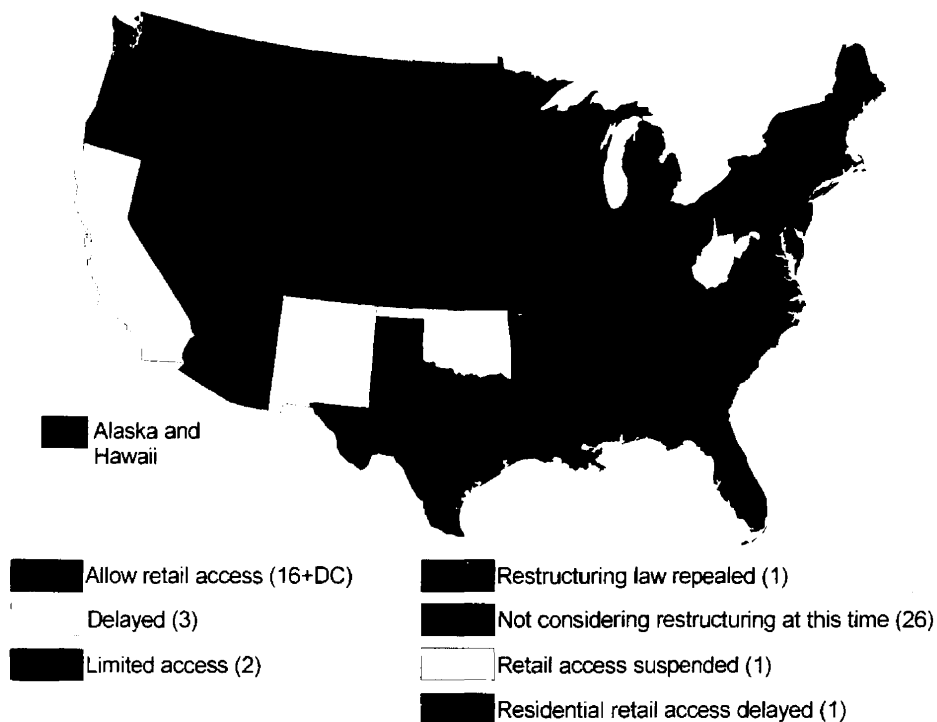 Alaska and
Hawaii
Allow retail access (16+DC)
Delayed (3)
Limited access (2)
Restructuring law repealed (1)
Not considering restructuring at this time (26)
Retail access suspended (1)
Residential retail access delayed (1)